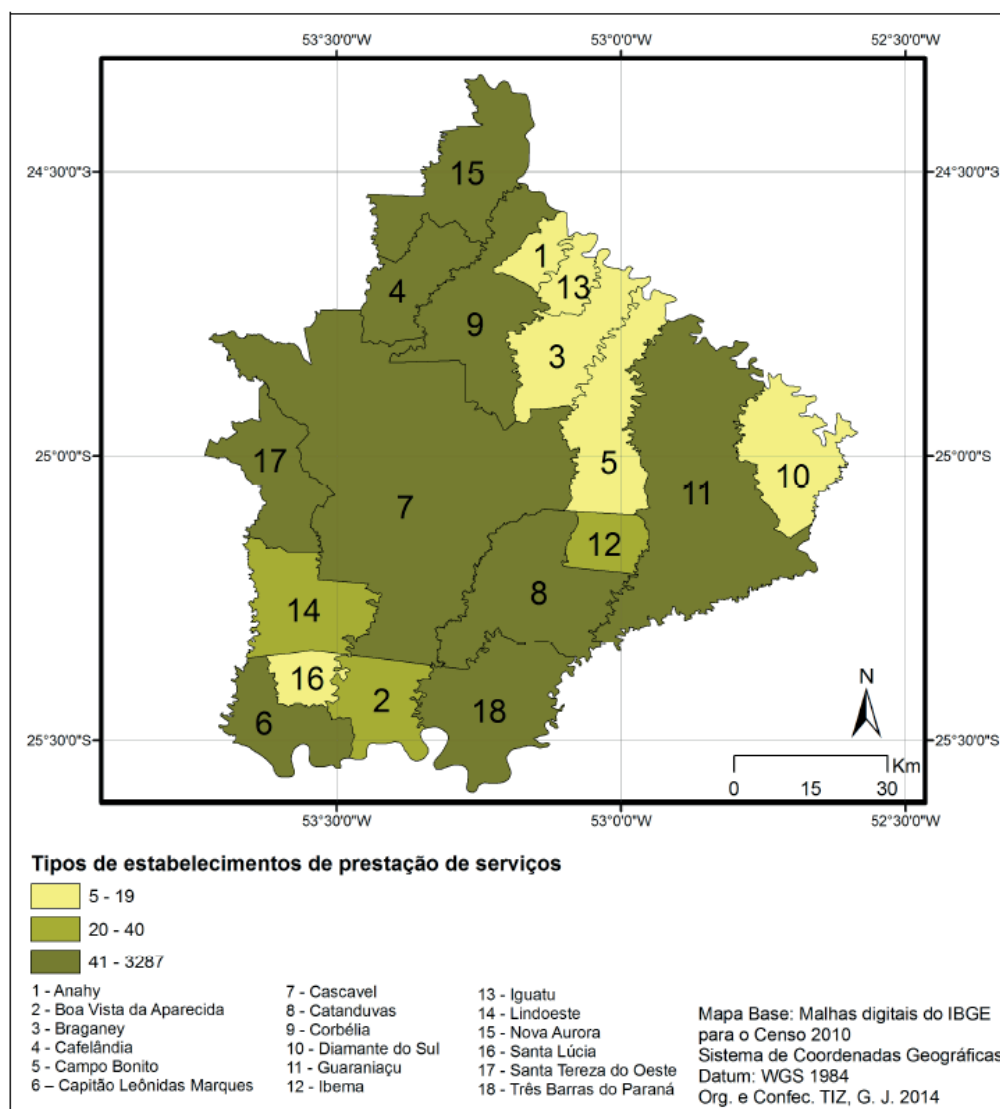 53°30'0"W 53°0'0"W 52°30'0"W
24°30'0"S 24°30'0"S
25°0'0"S 25°0'0"S
25°30'0"S 25°30'0"S
15
1
13
4
9
3
17
5
10
7
11
12
8
14
16
2
6
18
N
Km
0 15 30
53°30'0"W 53°0'0"W 52°30'0"W
Tipos de estabelecimentos de prestação de serviços
5 - 19
20 - 40
41 - 3287
1 - Anahy
2 - Boa Vista da Aparecida
3 - Braganey
4 - Cafelândia
5 - Campo Bonito
6 – Capitão Leônidas Marques
7 - Cascavel
8 - Catanduvas
9 - Corbélia
10 - Diamante do Sul
11 - Guaraniaçu
12 - Ibema
13 - Iguatu
14 - Lindoeste
15 - Nova Aurora
16 - Santa Lúcia
17 - Santa Tereza do Oeste
18 - Três Barras do Paraná
Mapa Base: Malhas digitais do IBGE
para o Censo 2010
Sistema de Coordenadas Geográficas
Datum: WGS 1984
Org. e Confec. TIZ, G. J. 2014